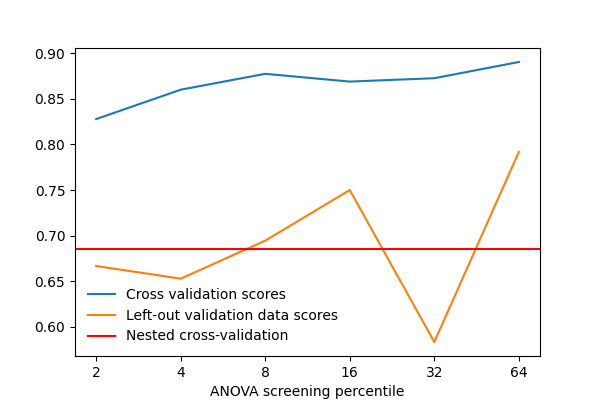 0.90
0.85
0.80
0.75
0.70
0.65
0.60
Cross validation scores
Left-out validation data scores
Nested cross-validation
2 4 8 16 32 64
ANOVA screening percentile